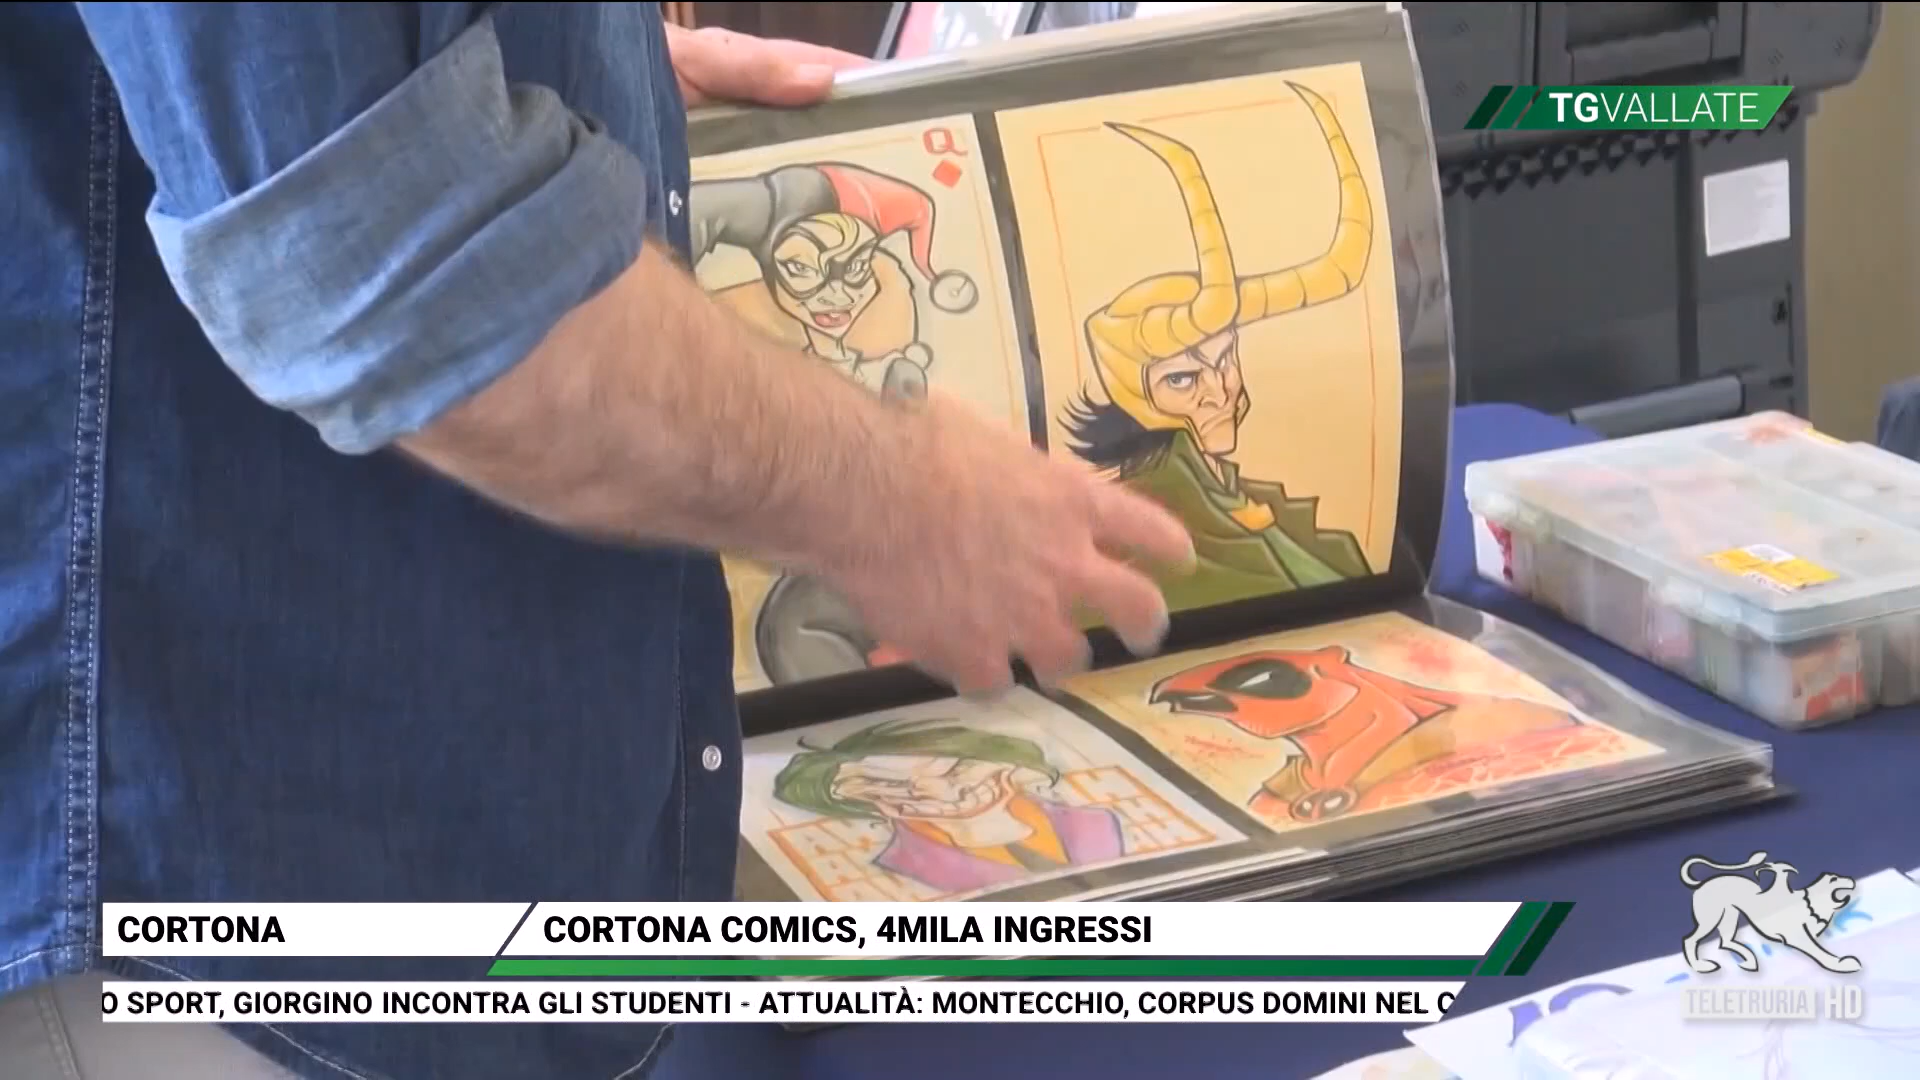 TGVALLATE
Q
CORTONA
CORTONA COMICS, 4MILA INGRESSI
O SPORT, GIORGINO INCONTRA GLI STUDENTI - ATTUALITÀ: MONTECCHIO, CORPUS DOMINI NEL C
TELETRURIA HD